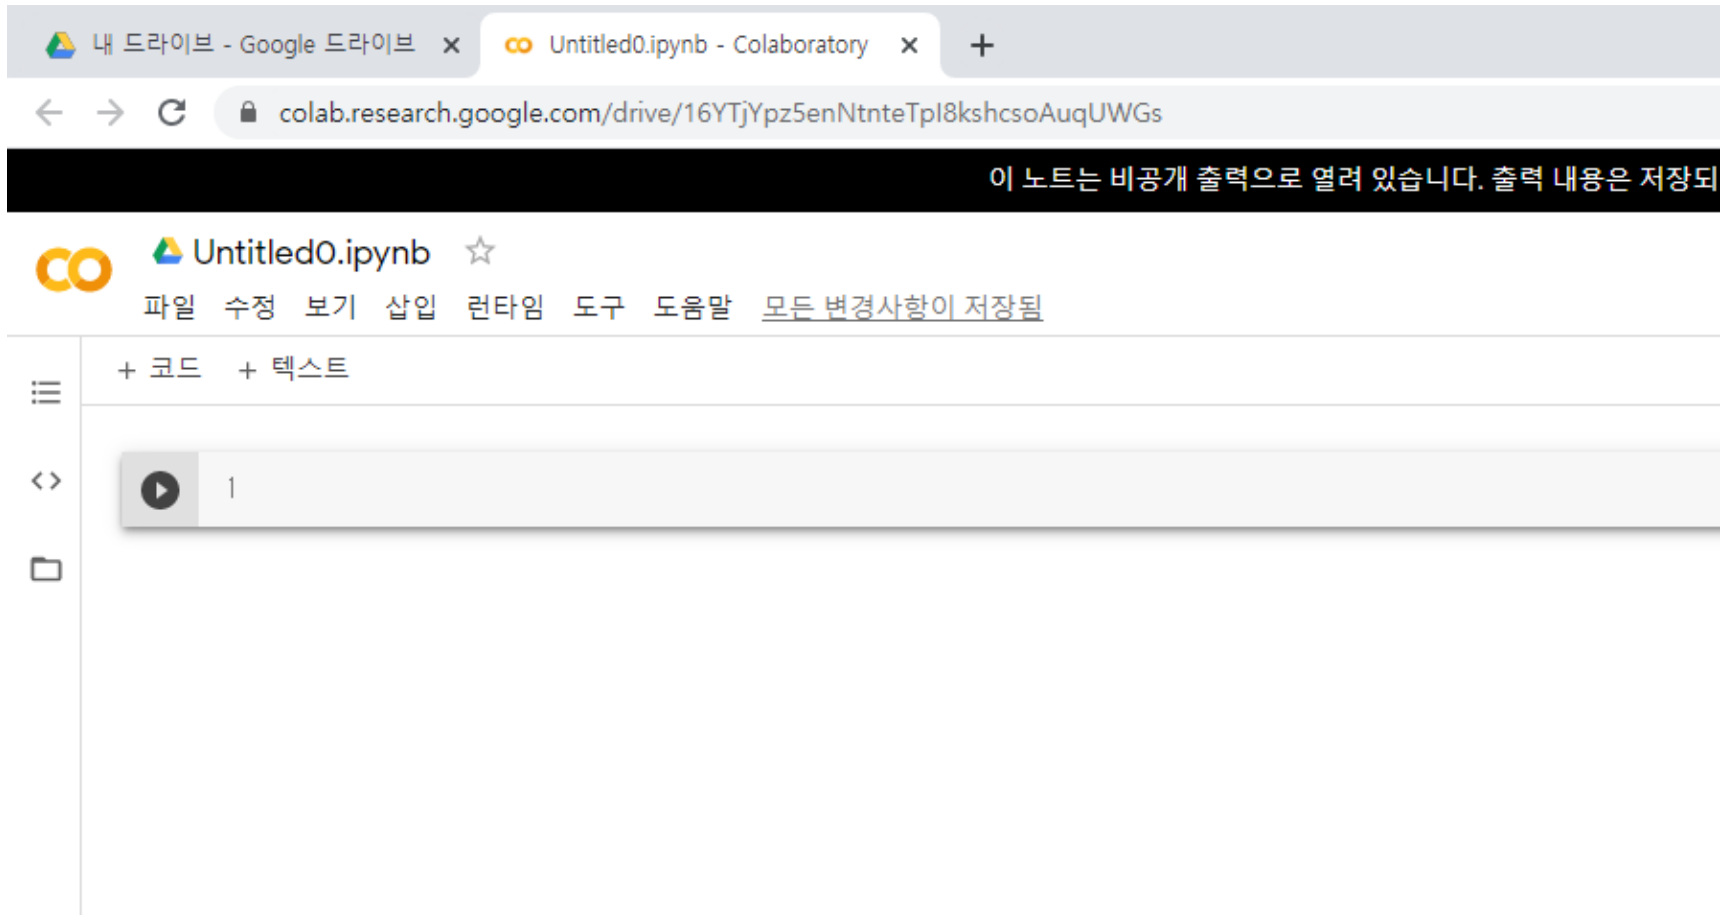 내 드라이브 - Google 드라이브
Untitled0.ipynb - Colaboratory
colab.research.google.com/drive/16YTjYpz5enNtnteTpI8kshcsoAuqUWGs
이 노트는 비공개 출력으로 열려 있습니다. 출력 내용은 저장되
Untitled0.ipynb
파일 수정 보기 삽입 런타임 도구 도움말 모든 변경사항이 저장됨
+ 코드 + 텍스트
1